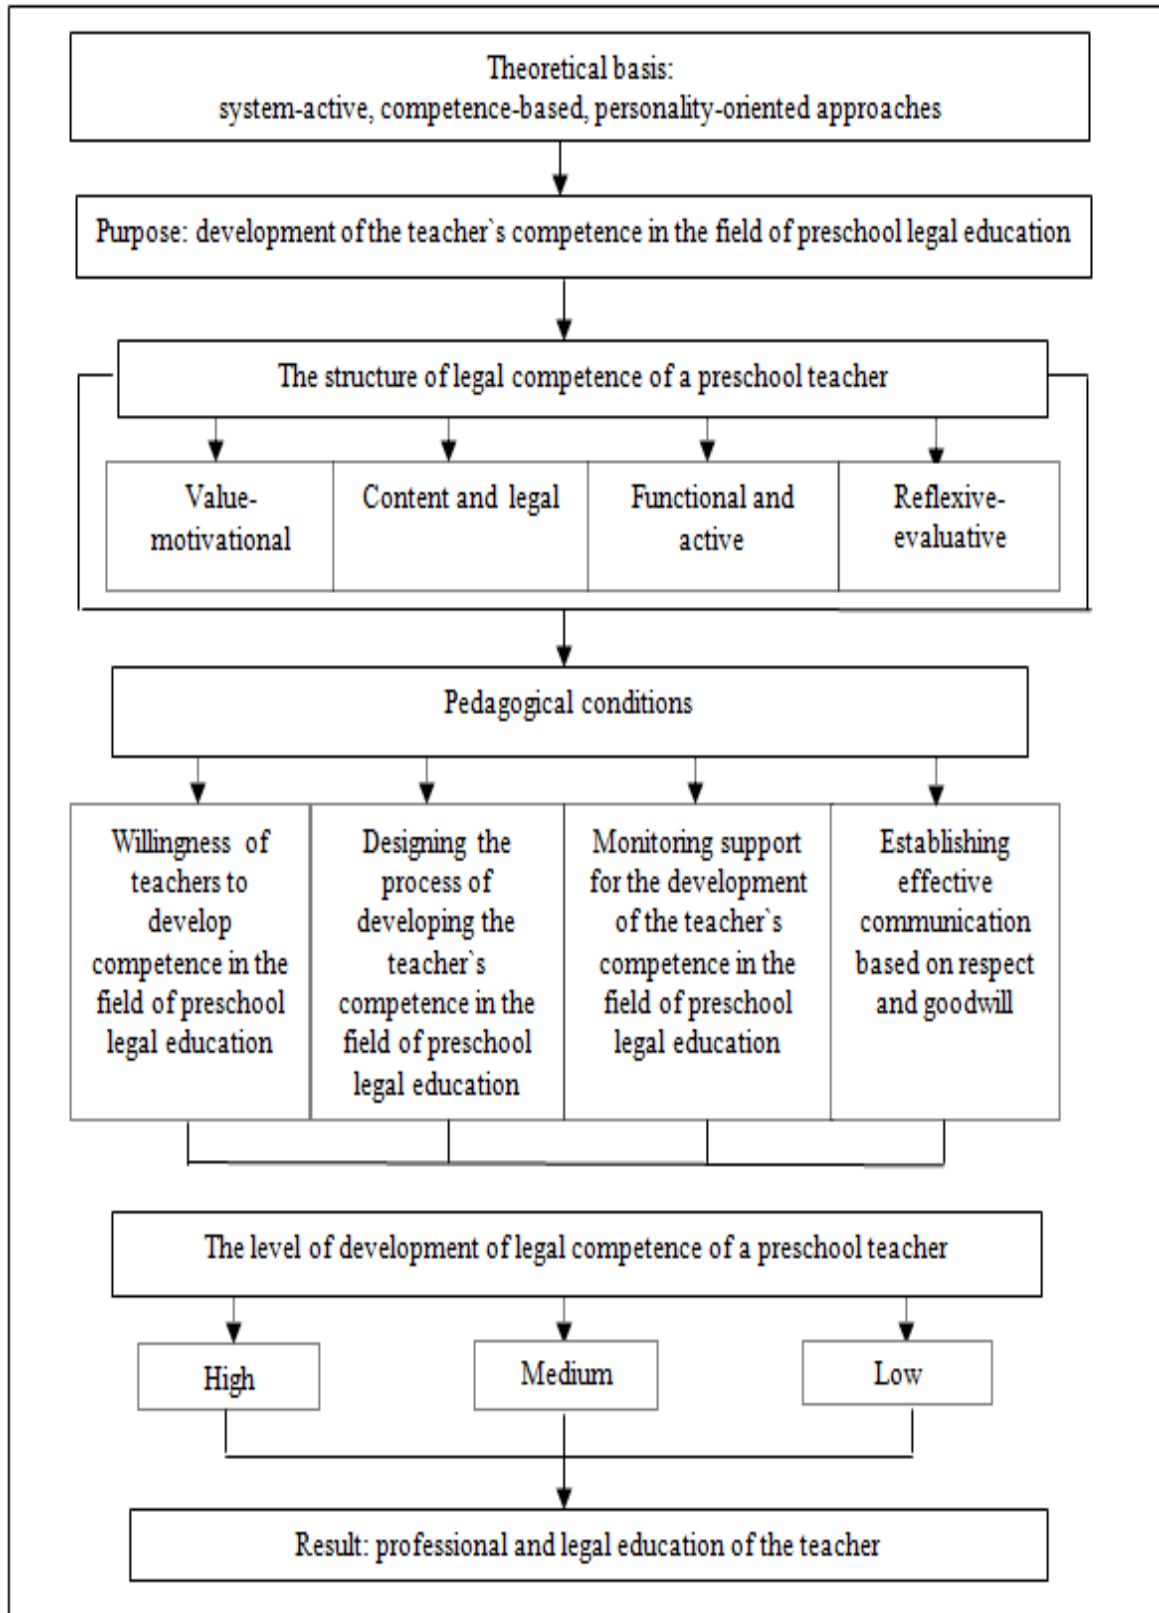 Theoretical basis:
system-active, competence-based, personality-oriented approaches
Purpose: development of the teacher`s competence in the field of preschool legal education
The structure of legal competence of a preschool teacher
Value-
motivational
Content and legal
Functional and
active
Reflexive-
evaluative
Pedagogical conditions
Willingness of
teachers to
develop
competence in the
field of preschool
legal education
Designing the
process of
developing the
teacher`s
competence in the
field of preschool
legal education
Monitoring support
for the development
of the teacher`s
competence in the
field of preschool
legal education
Establishing
effective
communication
based on respect
and goodwill
The level of development of legal competence of a preschool teacher
High
Medium
Low
Result: professional and legal education of the teacher